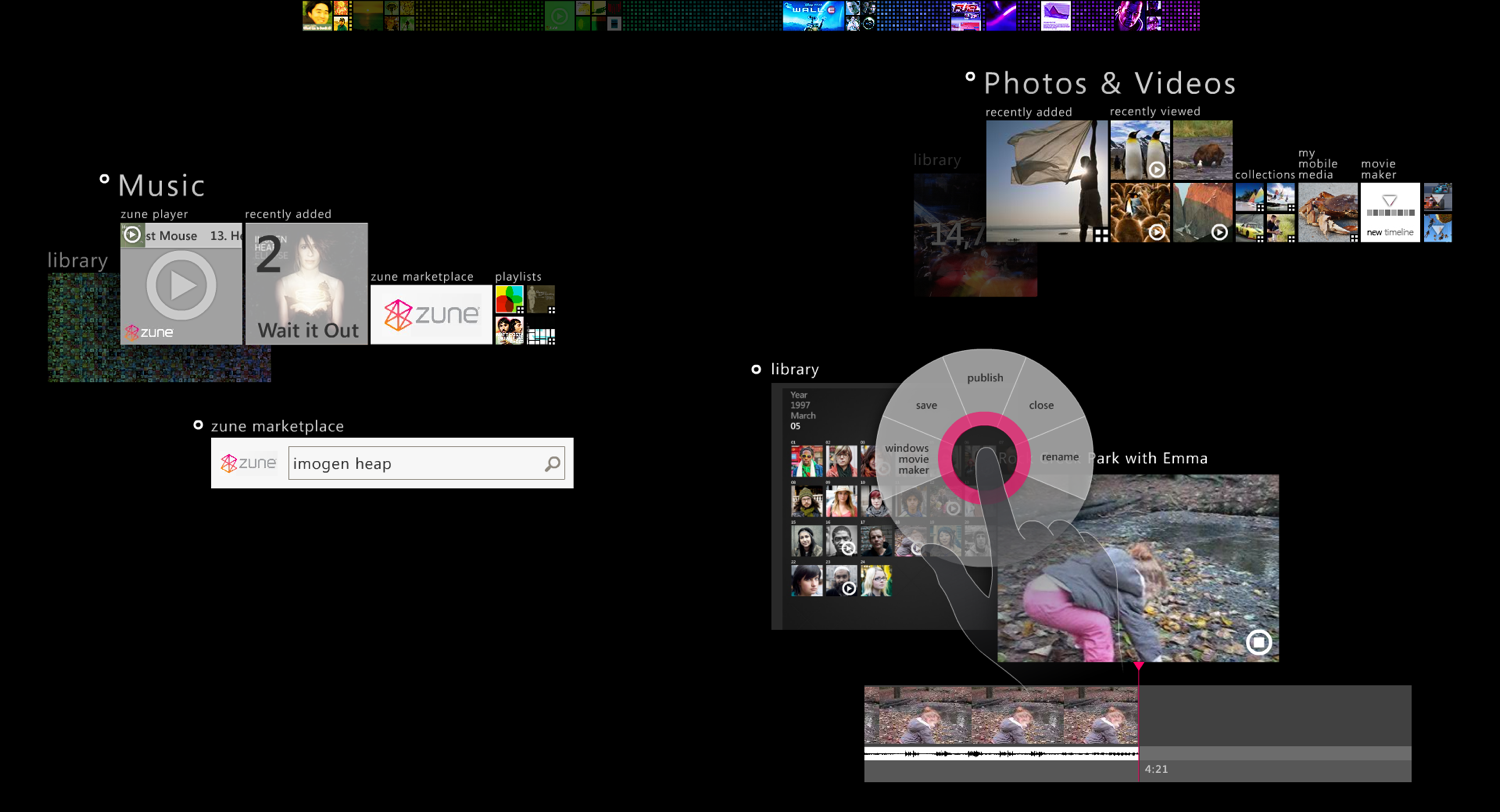 WALL·E
Photos & Videos
recently added
recently viewed
library
14,7
collections
my
mobile
media
movie
maker
new timeline
Music
zune player
recently added
library
st Mouse 13. He
2
Wait it Out
zune
zune marketplace
zune
playlists
zune marketplace
zune
imogen heap
library
Year
1997
March
05
publish
save
close
windows
movie
maker
rename
Park with Emma
4:21